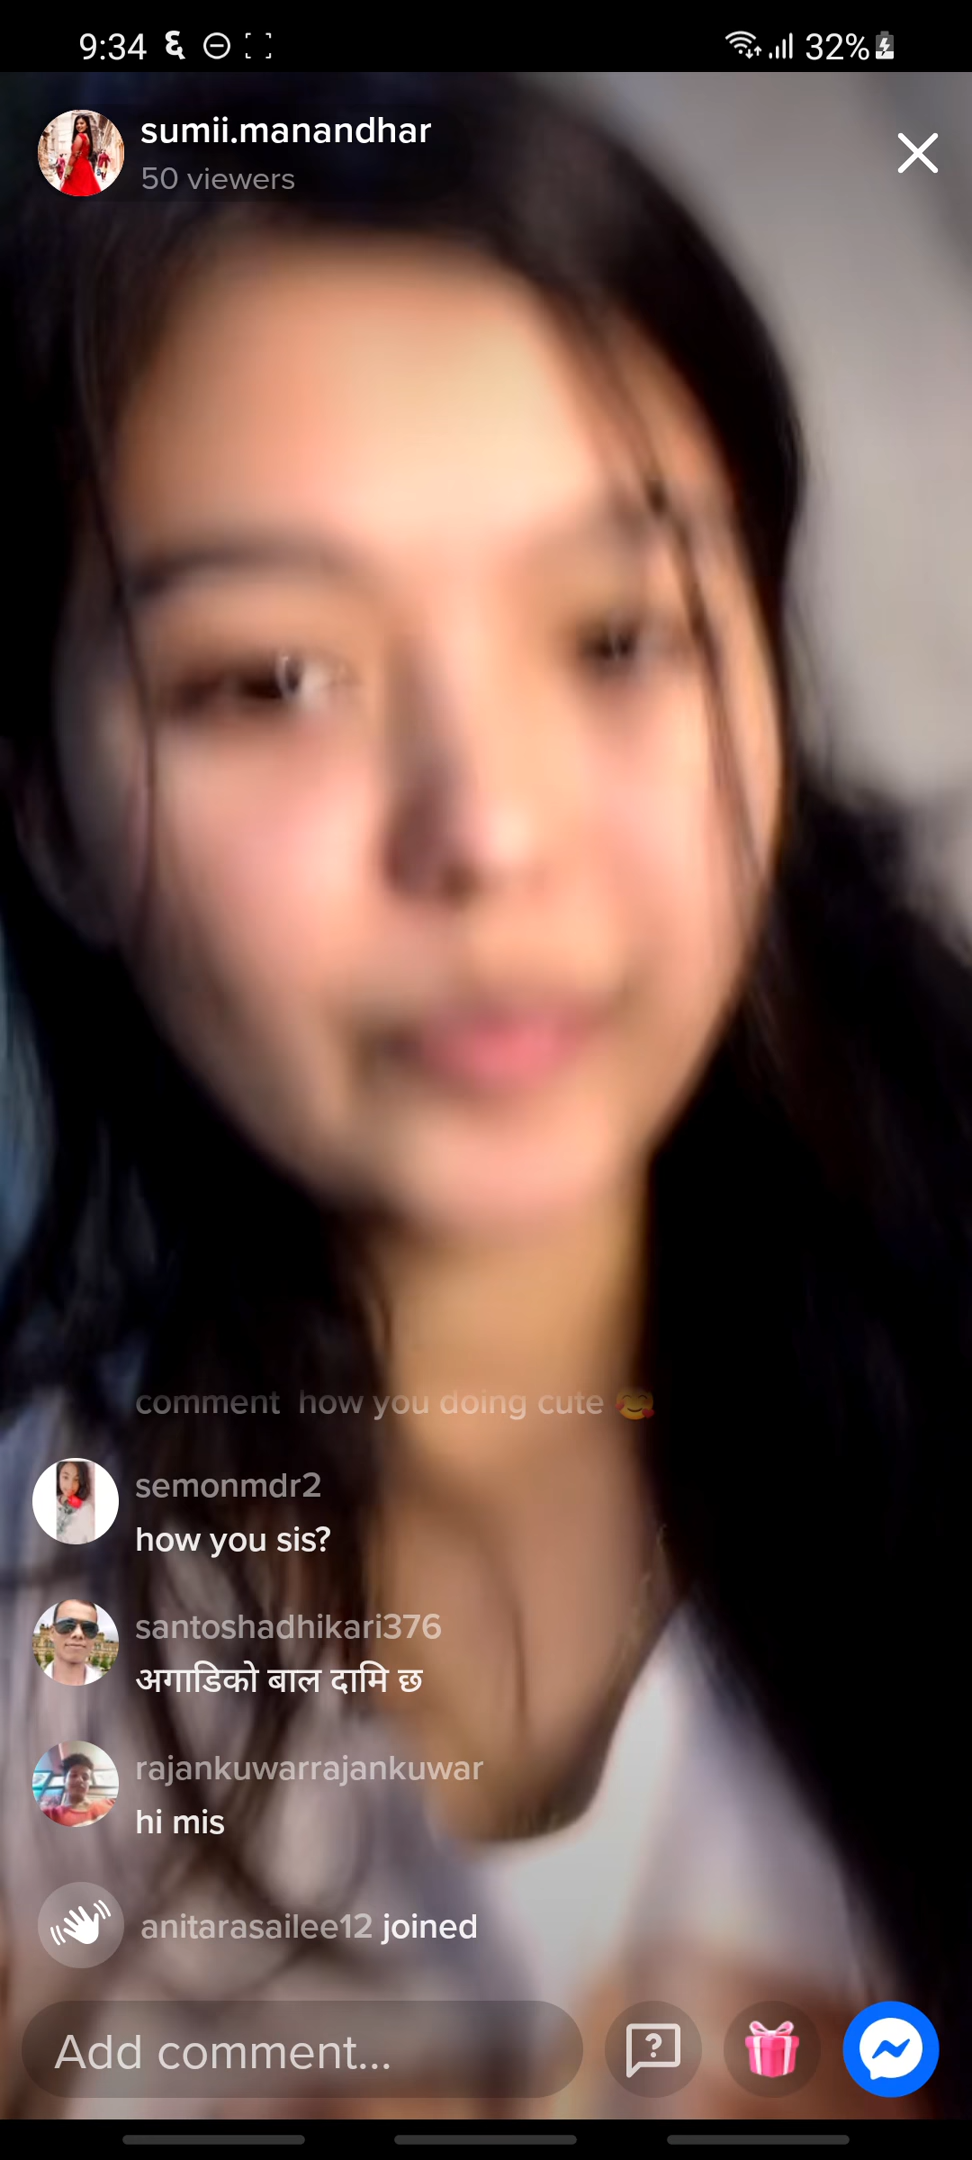 9:34
32%
sumii.manandhar
50 viewers
comment how you doing cute 🥰
semonmdr2
how you sis?
santoshadhikari376
अगाडिको बाल दामि छ
rajankuwarrajankuwar
hi mis
anitarasailee12 joined
Add comment...
?